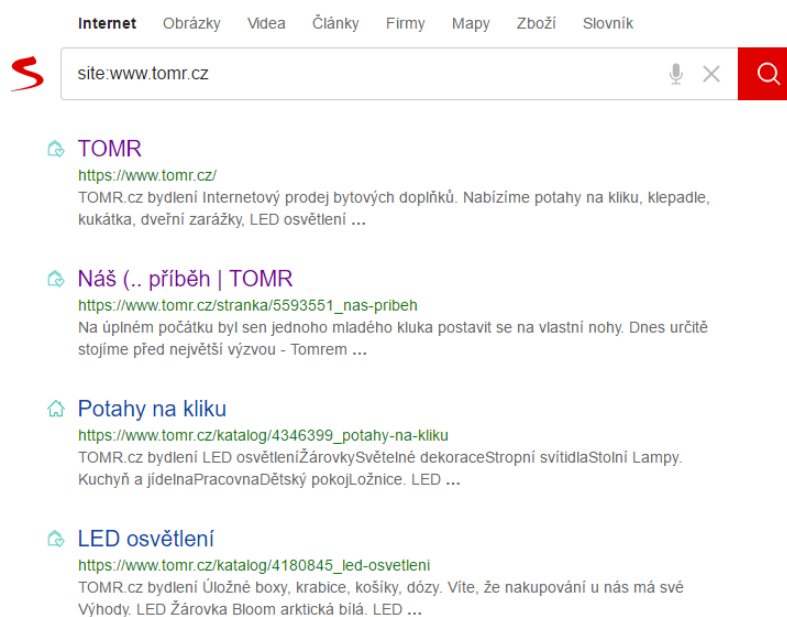 Internet Obrázky Videa Články Firmy Mapy Zboží Slovník
site:www.tomr.cz
TOMR
https://www.tomr.cz/
TOMR.cz bydlení Internetový prodej bytových doplňků. Nabízíme potahy na kliku, klepadle,
kukátka, dveřní zarážky, LED osvětlení ...
Náš (.. příběh | TOMR
https://www.tomr.cz/stranka/5593551_nas-pribeh
Na úplném počátku byl sen jednoho mladého kluka postavit se na vlastní nohy. Dnes určitě
stojíme před největší výzvou - Tomrem ...
Potahy na kliku
https://www.tomr.cz/katalog/4346399_potahy-na-kliku
TOMR.cz bydlení LED osvětleníŽárovkySvětelné dekoraceStropní svítidlaStolní Lampy.
Kuchyň a jídelnaPracovnaDětský pokojLožnice. LED ...
LED osvětlení
https://www.tomr.cz/katalog/4180845_led-osvetleni
TOMR.cz bydlení Úložné boxy, krabice, košíky, dózy. Víte, že nakupování u nás má své
Výhody. LED Žárovka Bloom arktická bílá. LED ...